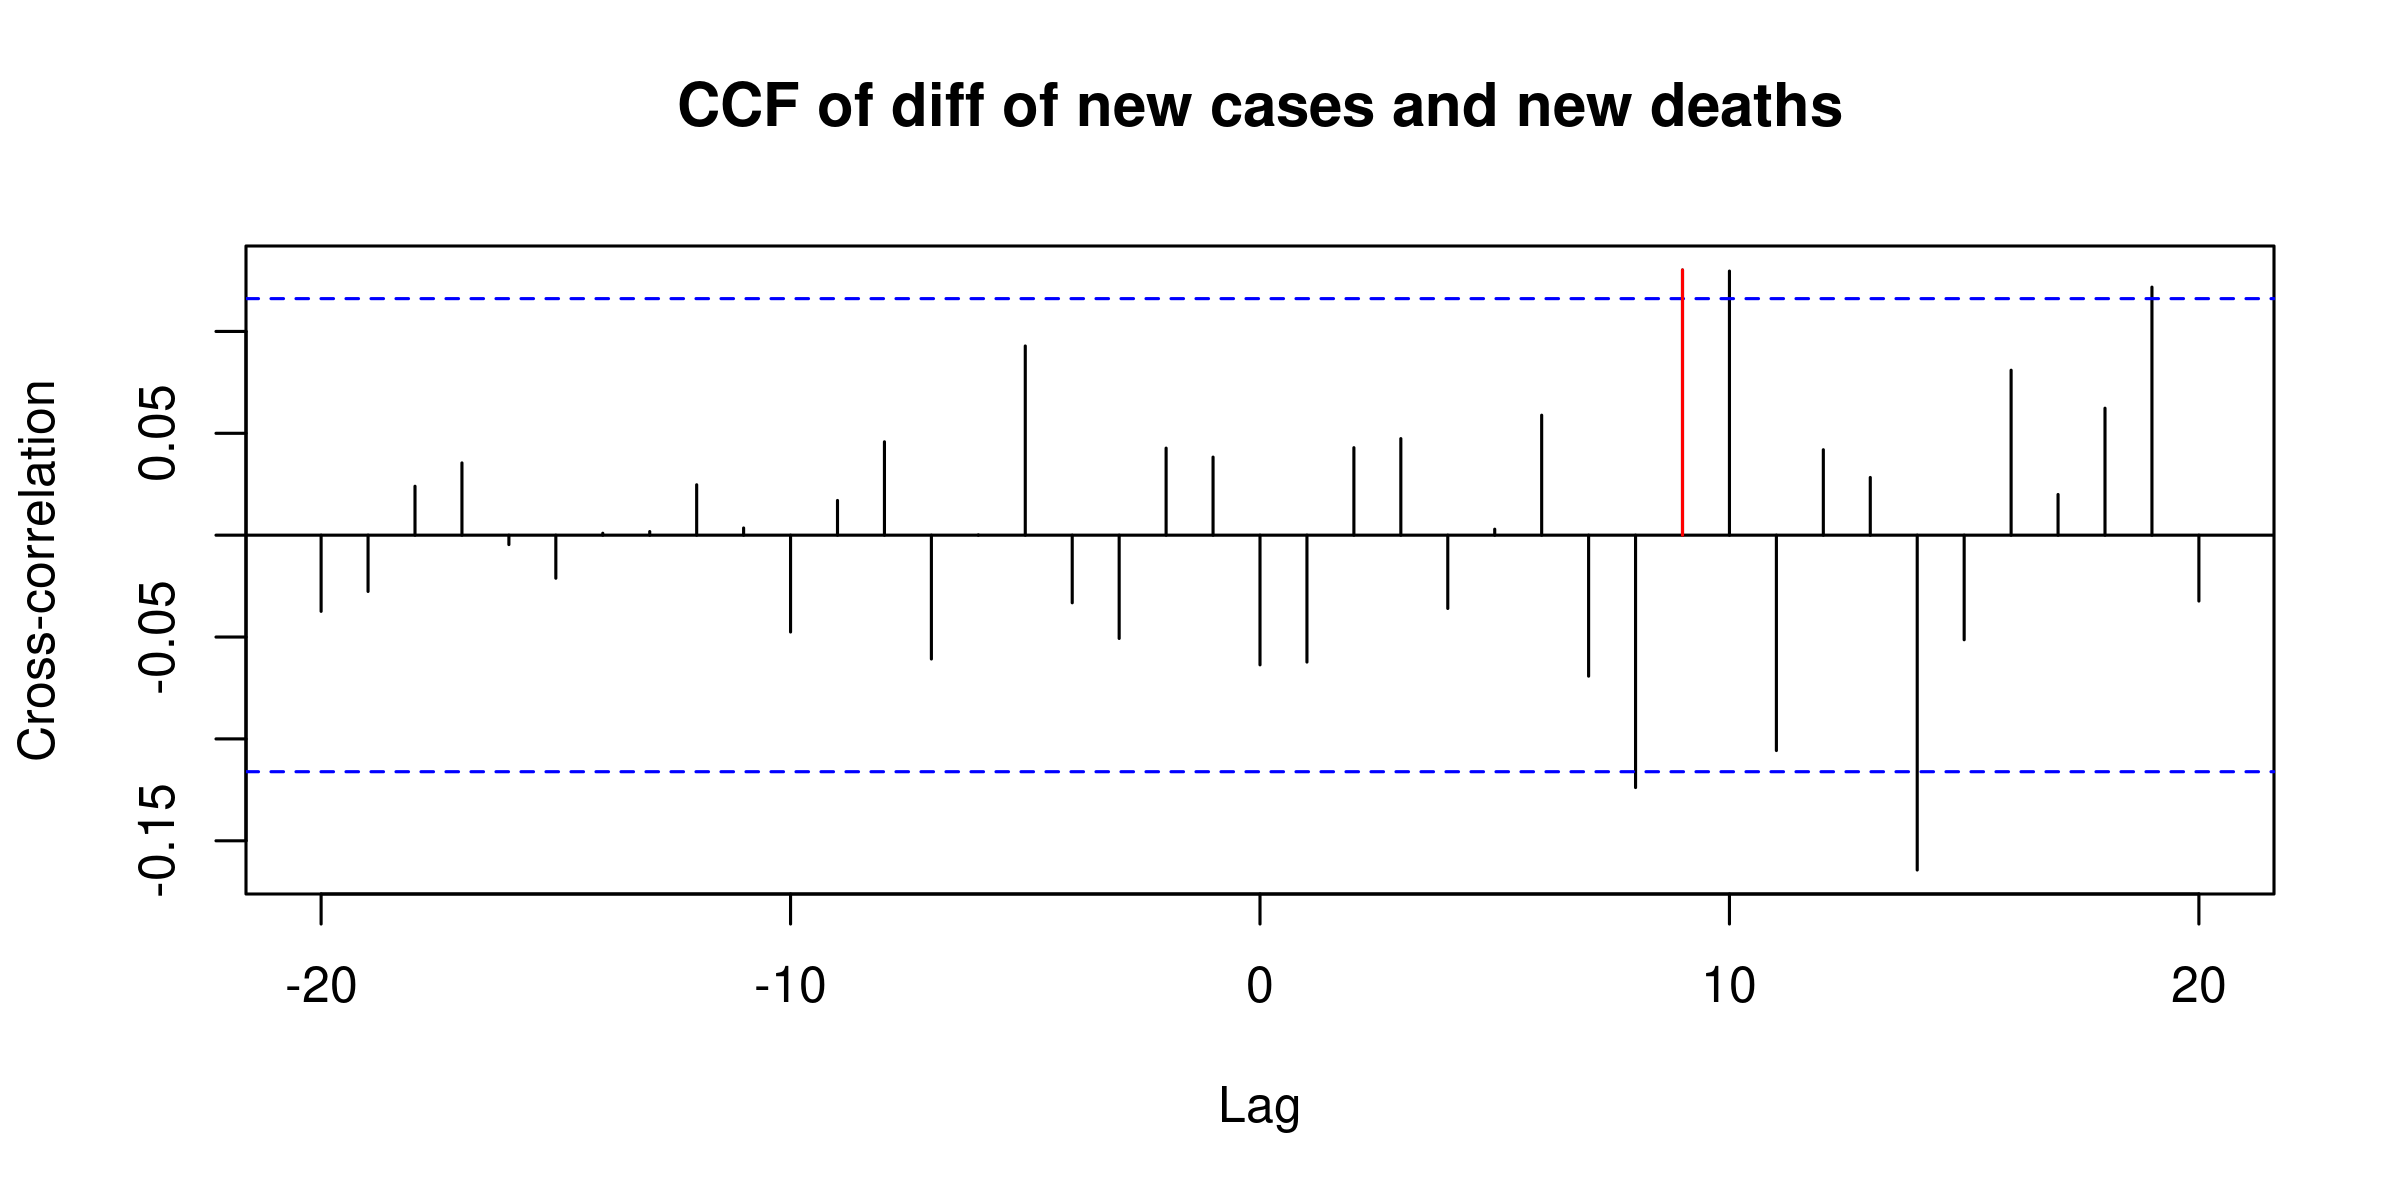 CCF of diff of new cases and new deaths
Cross-correlation
0.05
-0.05
-0.15
-20
-10
0
10
20
Lag